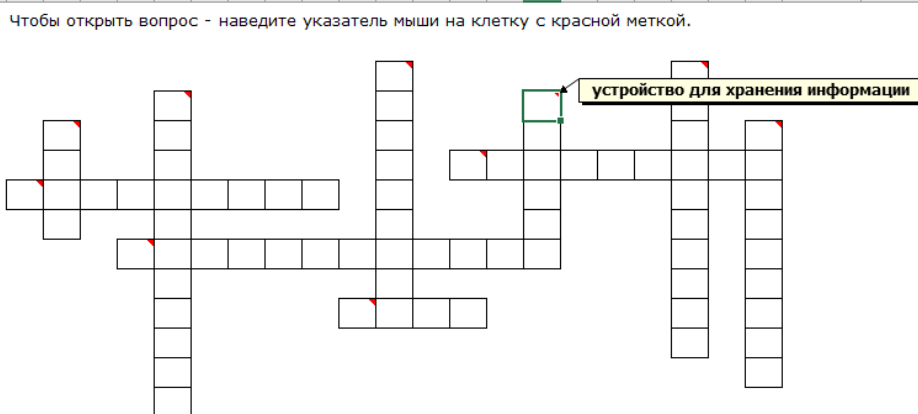 Чтобы открыть вопрос - наведите указатель мыши на клетку с красной меткой.
устройство для хранения информации